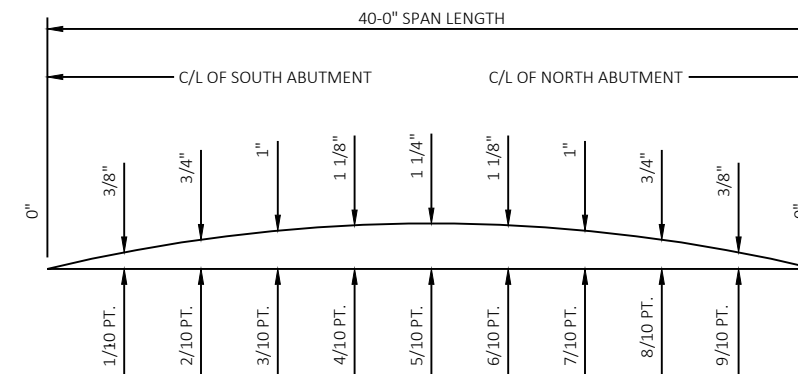 40-0" SPAN LENGTH
C/L OF SOUTH ABUTMENT
C/L OF NORTH ABUTMENT
0"
3/8"
3/4"
1"
1 1/8"
1 1/4"
1 1/8"
1"
3/4"
3/8"
0"
1/10 PT.
2/10 PT.
3/10 PT.
4/10 PT.
5/10 PT.
6/10 PT.
7/10 PT.
8/10 PT.
9/10 PT.